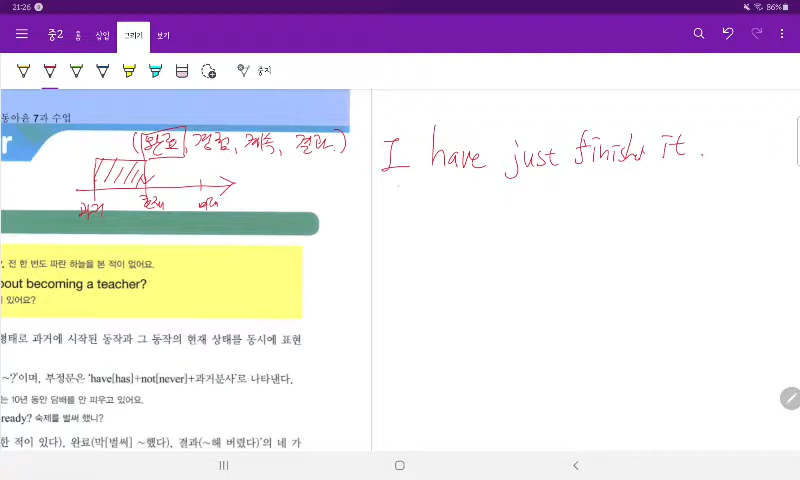 21:26 3 86%
중2 홈 삽입 그리기 보기
중지
동아윤 7과 수업
r
(완료, 경험, 계속, 결과)
과거 현재 미래
, 전 한 번도 파란 하늘을 본 적이 없어요.
bout becoming a teacher?
있어요?
형태로 과거에 시작된 동작과 그 동작의 현재 상태를 동시에 표현
~?'이며, 부정문은 'have[has]+not[never]+과거분사'로 나타낸다.
는 10년 동안 담배를 안 피우고 있어요.
ready? 숙제를 벌써 했니?
한 적이 있다), 완료(막[벌써] ~했다), 결과(~해 버렸다)'의 네 가
I have just finished it.